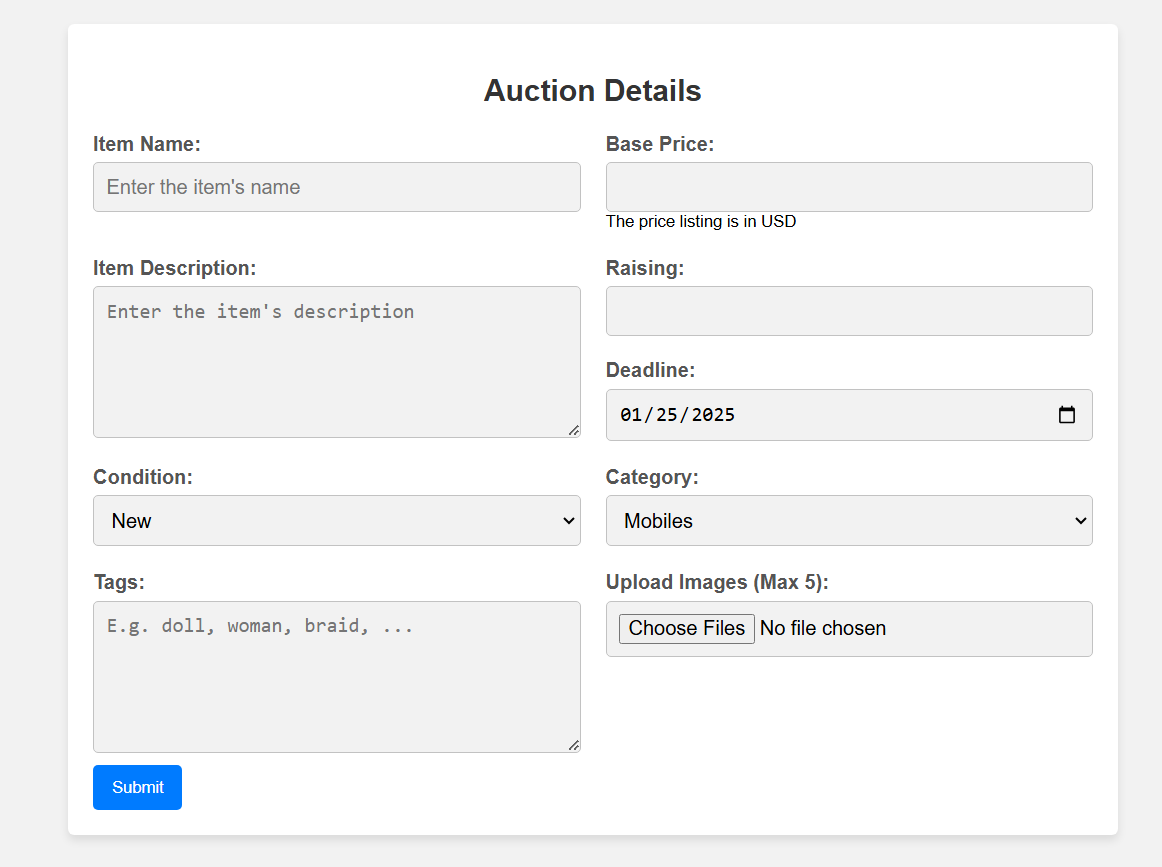 Auction Details
Item Name:
Enter the item's name
Base Price:
The price listing is in USD
Item Description:
Enter the item's description
Raising:
Deadline:
01/25/2025
Condition:
New
Category:
Mobiles
Tags:
E.g. doll, woman, braid, ...
Upload Images (Max 5):
Choose Files No file chosen
Submit